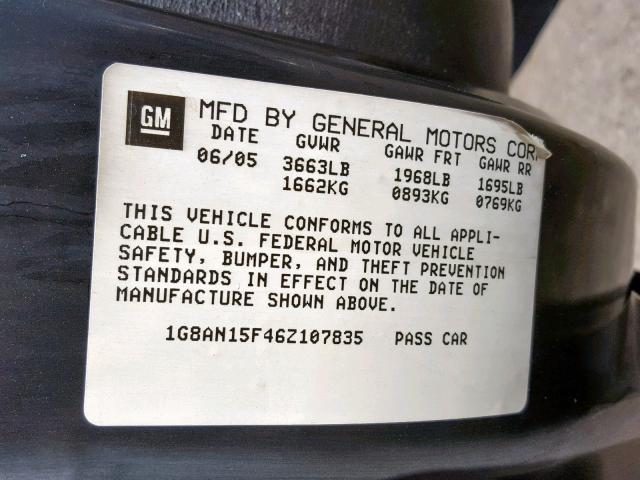 GM MFD BY GENERAL MOTORS CORP
DATE GVWR GAWR FRT GAWR RR
06/05 3663LB 1968LB 1695LB
1662KG 0893KG 0769KG
THIS VEHICLE CONFORMS TO ALL APPLI-
CABLE U.S. FEDERAL MOTOR VEHICLE
SAFETY, BUMPER, AND THEFT PREVENTION
STANDARDS IN EFFECT ON THE DATE OF
MANUFACTURE SHOWN ABOVE.
1G8AN15F46Z107835 PASS CAR